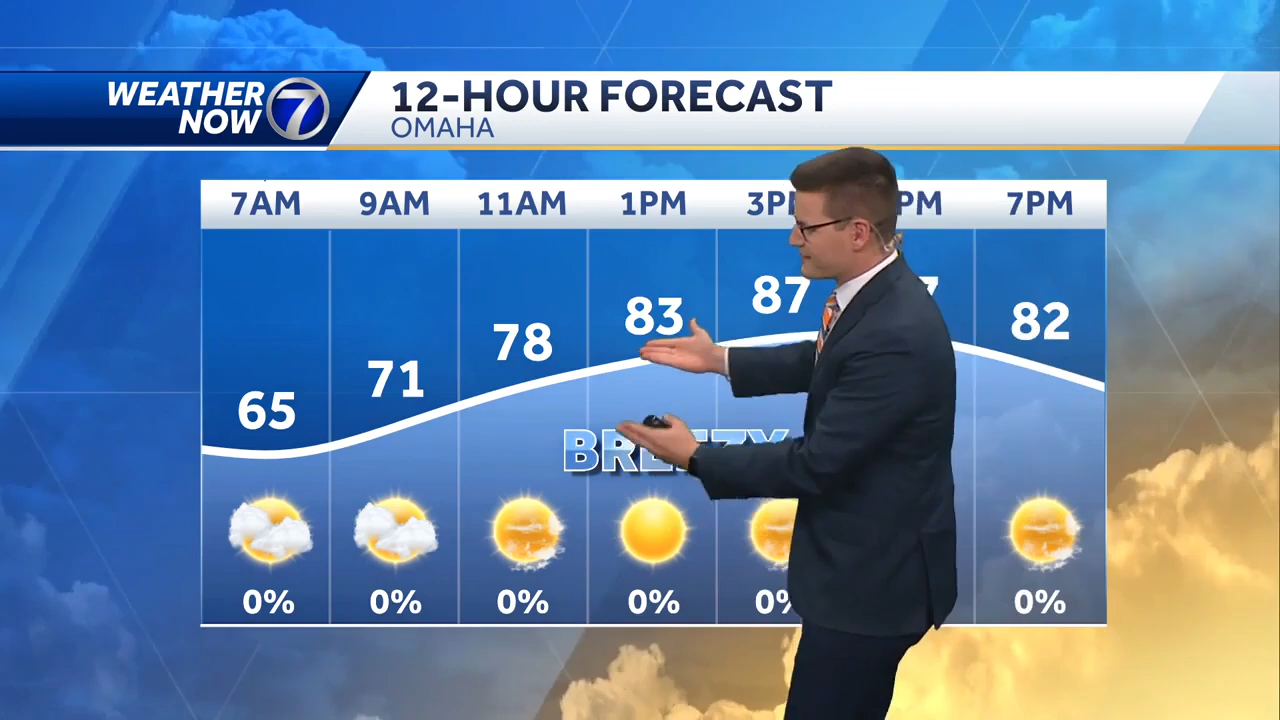 WEATHER
NOW 7
12-HOUR FORECAST
OMAHA
7AM 9AM 11AM 1PM 7PM
65 71 78 83 87 82
BREEZY
0% 0% 0% 0% 0%